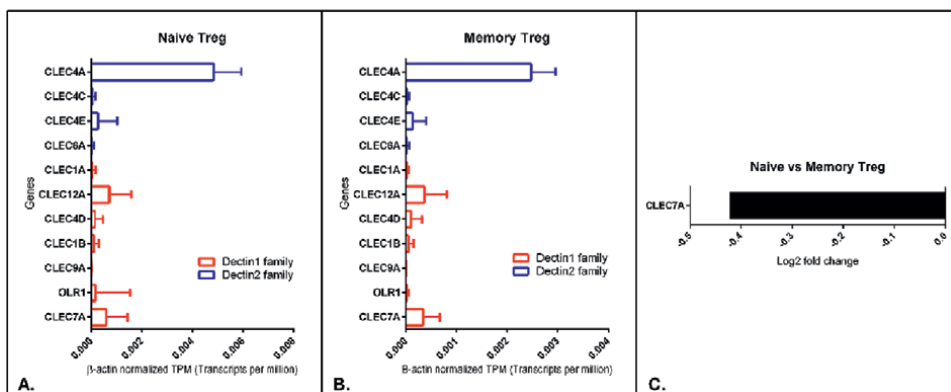 Naive Treg
CLEC4A
CLEC4C
CLEC4E
CLEC6A
CLEC1A
CLEC12A
CLEC4D
CLEC1B
CLEC9A
OLR1
CLEC7A
Genes
Dectin1 family
Dectin2 family
0.000
0.002
0.004
0.006
0.008
β-actin normalized TPM (Transcripts per million)
A.
Memory Treg
CLEC4A
CLEC4C
CLEC4E
CLEC6A
CLEC1A
CLEC12A
CLEC4D
CLEC1B
CLEC9A
OLR1
CLEC7A
Genes
Dectin1 family
Dectin2 family
0.000
0.001
0.002
0.003
0.004
B-actin normalized TPM (Transcripts per million)
B.
Naive vs Memory Treg
CLEC7A
-0.5
-0.4
-0.3
-0.2
-0.1
0.0
Log2 fold change
C.